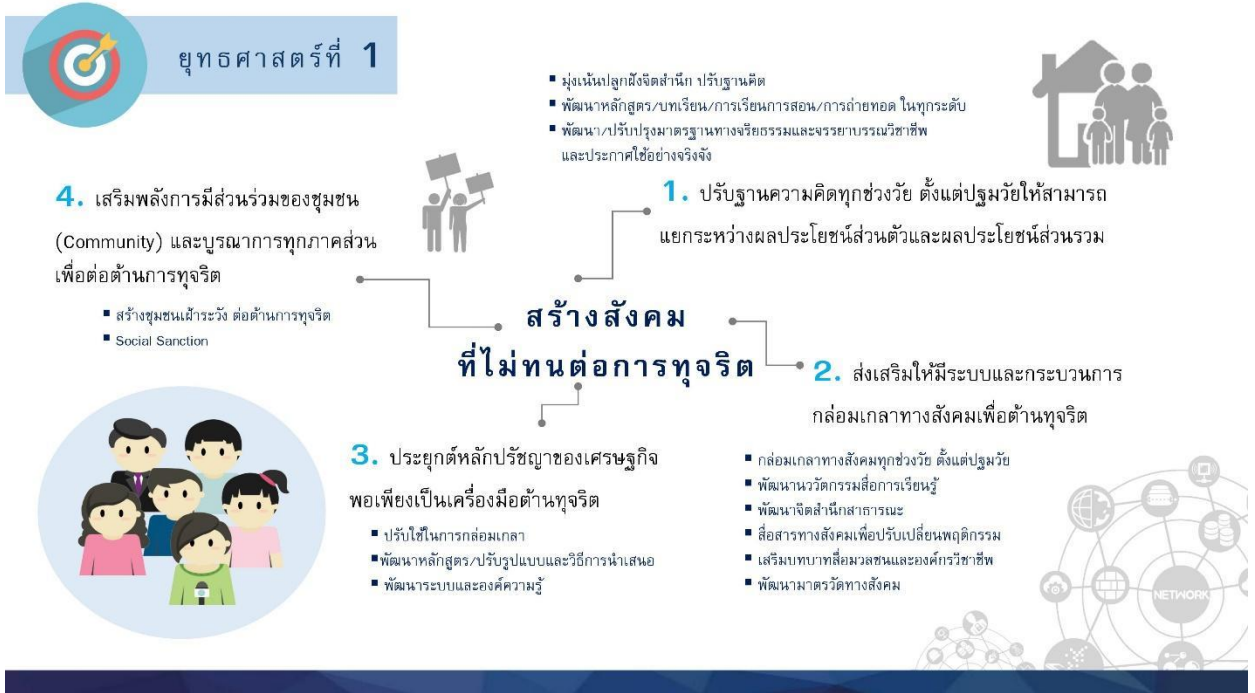 ยุทธศาสตร์ที่ 1
▪ มุ่งเน้นปลูกฝังจิตสำนึก ปรับฐานคิด
▪ พัฒนาหลักสูตร/บทเรียน/การเรียนการสอน/การถ่ายทอด ในทุกระดับ
▪ พัฒนา/ปรับปรุงมาตรฐานทางจริยธรรมและจรรยาบรรณวิชาชีพ
และประกาศใช้อย่างจริงจัง
1. ปรับฐานความคิดทุกช่วงวัย ตั้งแต่ปฐมวัยให้สามารถ
แยกระหว่างผลประโยชน์ส่วนตัวและผลประโยชน์ส่วนรวม
4. เสริมพลังการมีส่วนร่วมของชุมชน
(Community) และบูรณาการทุกภาคส่วน
เพื่อต่อต้านการทุจริต
▪ สร้างชุมชนเฝ้าระวัง ต่อต้านการทุจริต
▪ Social Sanction
สร้างสังคม
ที่ไม่ทนต่อการทุจริต
2. ส่งเสริมให้มีระบบและกระบวนการ
กล่อมเกลาทางสังคมเพื่อต้านทุจริต
▪ กล่อมเกลาทางสังคมทุกช่วงวัย ตั้งแต่ปฐมวัย
▪ พัฒนานวัตกรรมสื่อการเรียนรู้
▪ พัฒนาจิตสำนึกสาธารณะ
▪ สื่อสารทางสังคมเพื่อปรับเปลี่ยนพฤติกรรม
▪ เสริมบทบาทสื่อมวลชนและองค์กรวิชาชีพ
▪ พัฒนามาตรวัดทางสังคม
3. ประยุกต์หลักปรัชญาของเศรษฐกิจ
พอเพียงเป็นเครื่องมือต้านทุจริต
▪ ปรับใช้ในการกล่อมเกลา
▪พัฒนาหลักสูตร/ปรับรูปแบบและวิธีการนำเสนอ
▪ พัฒนาระบบและองค์ความรู้
NETWORK